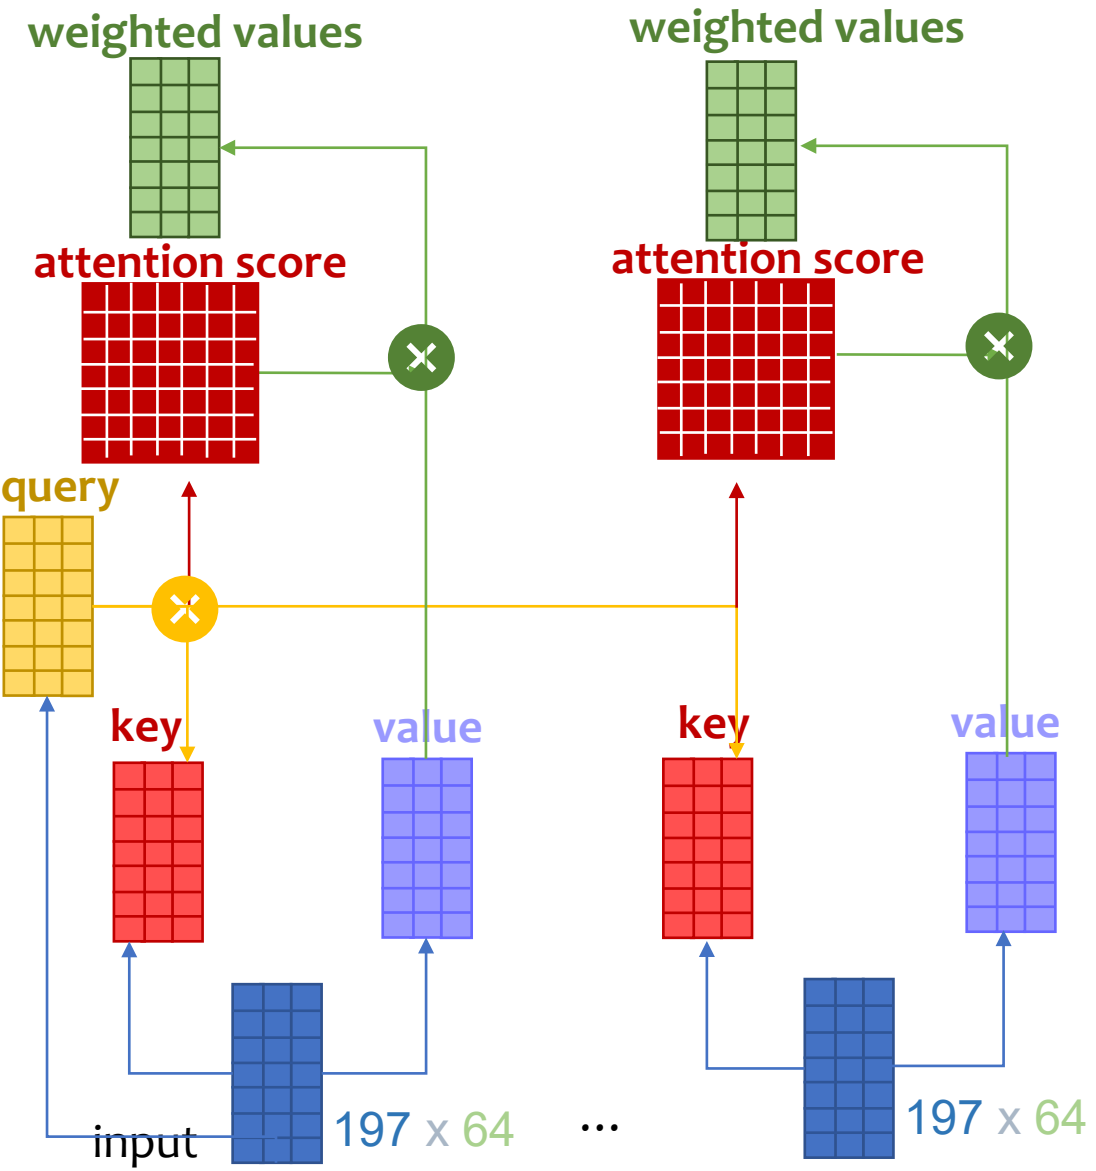 weighted values
weighted values
attention score
attention score
query
key
value
key
value
input
197 x 64
...
197 x 64